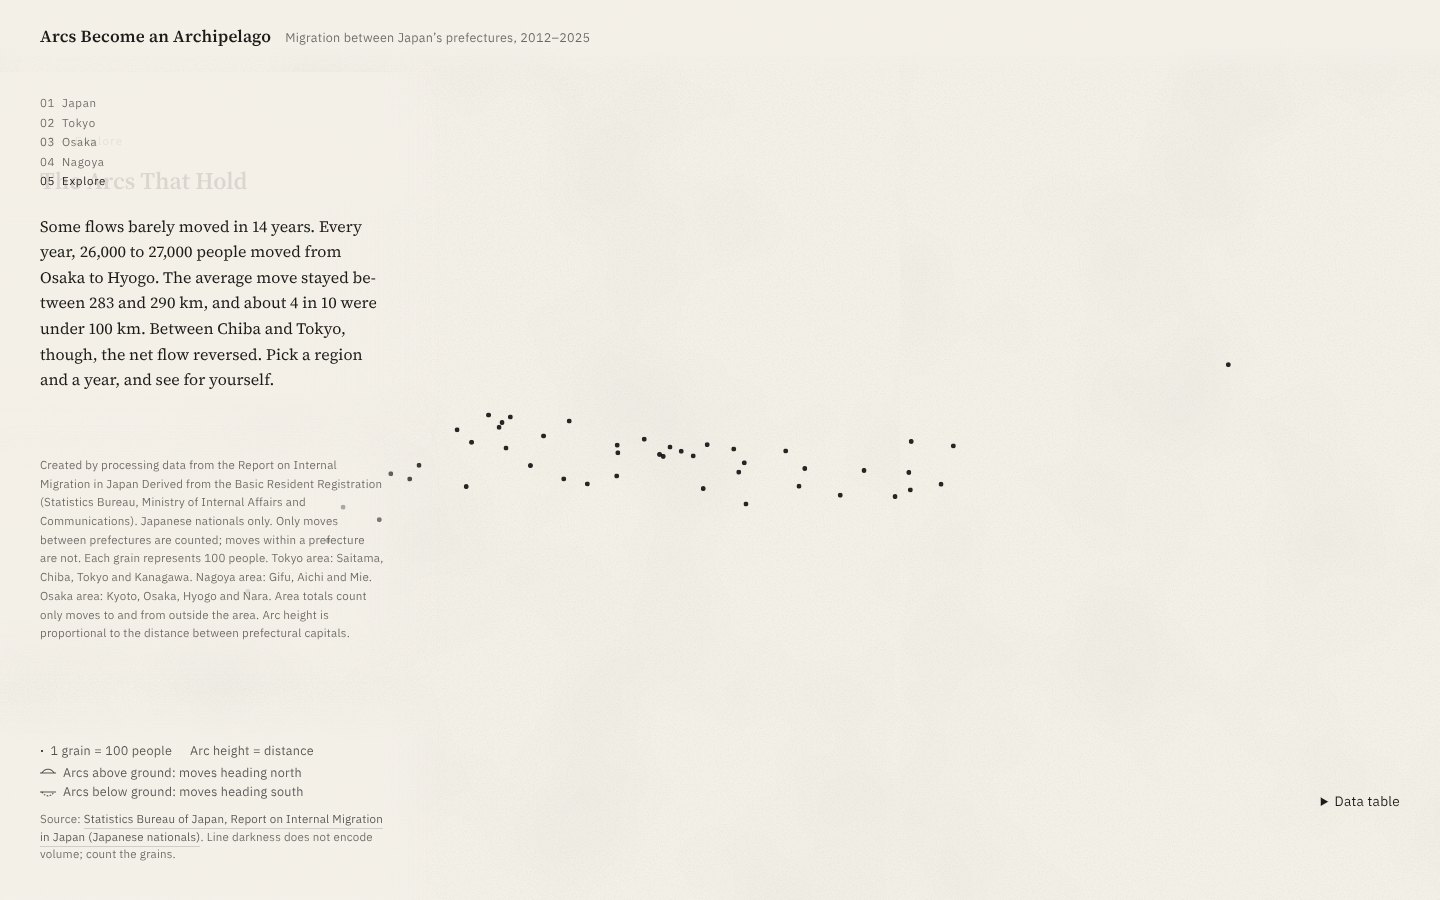 Arcs Become an Archipelago Migration between Japan’s prefectures, 2012–2025
01 Japan
02 Tokyo
03 Osaka
04 Nagoya
05 Explore
The Arcs That Hold
Some flows barely moved in 14 years. Every
year, 26,000 to 27,000 people moved from
Osaka to Hyogo. The average move stayed be-
tween 283 and 290 km, and about 4 in 10 were
under 100 km. Between Chiba and Tokyo,
though, the net flow reversed. Pick a region
and a year, and see for yourself.
Created by processing data from the Report on Internal
Migration in Japan Derived from the Basic Resident Registration
(Statistics Bureau, Ministry of Internal Affairs and
Communications). Japanese nationals only. Only moves
between prefectures are counted; moves within a prefecture
are not. Each grain represents 100 people. Tokyo area: Saitama,
Chiba, Tokyo and Kanagawa. Nagoya area: Gifu, Aichi and Mie.
Osaka area: Kyoto, Osaka, Hyogo and Nara. Area totals count
only moves to and from outside the area. Arc height is
proportional to the distance between prefectural capitals.
1 grain = 100 people Arc height = distance
Arcs above ground: moves heading north
Arcs below ground: moves heading south
Source: Statistics Bureau of Japan, Report on Internal Migration
in Japan (Japanese nationals). Line darkness does not encode
volume; count the grains.
Data table